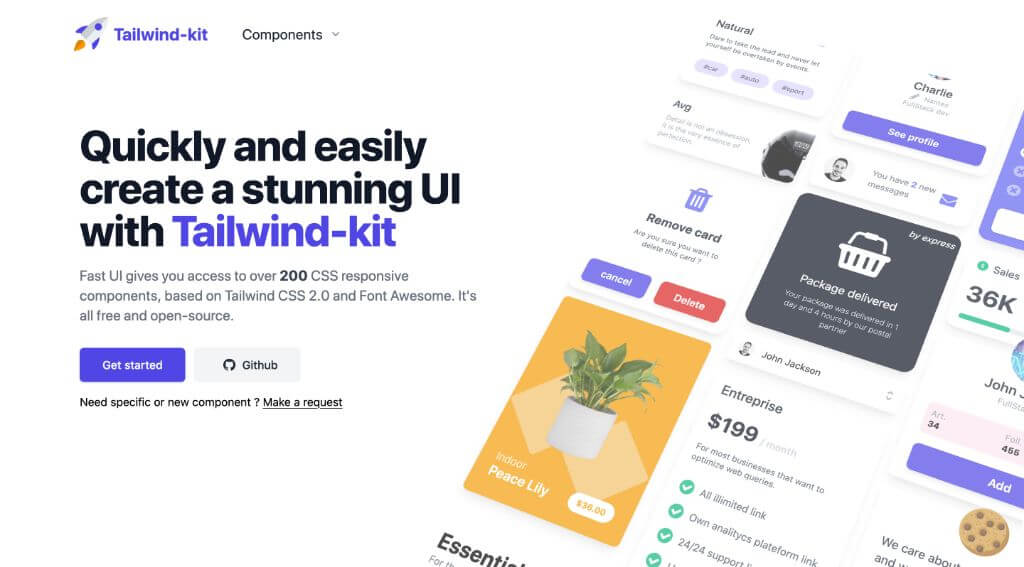 Tailwind-kit
Components
Quickly and easily
create a stunning UI
with Tailwind-kit
Fast UI gives you access to over 200 CSS responsive
components, based on Tailwind CSS 2.0 and Font Awesome. It's
all free and open-source.
Get started
Github
Need specific or new component ? Make a request
Natural
Dare to take the lead and never let
yourself be overtaken by events.
#car
#auto
#sport
Charlie
Nantes
FullStack dev
See profile
Avg
Detail is not an obsession,
it is the very essence of
perfection.
You have 2 new
messages
Remove card
Are you sure you want to
delete this card ?
cancel
Delete
by express
Package delivered
Your package was delivered in 1
day and 4 hours by our postal
partner
Sales
36K
John Jackson
Indoor
Peace Lily
$36.00
Entreprise
$199 / month
For most businesses that want to
optimize web queries.
All illimited link
Own analitycs plateform link
24/24 support
John J
FullSta
Art.
34
Foll
455
Add
Essential
For th
We care about
and w